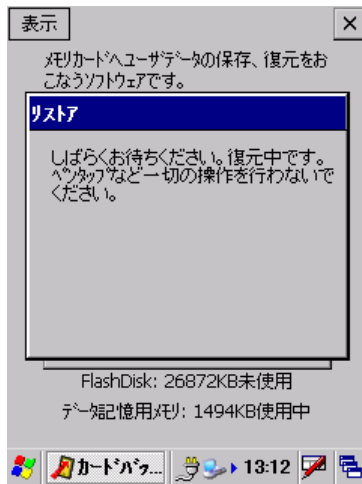 表示
×
ﾒﾓﾘｶｰﾄﾞへﾕｰｻﾞﾃﾞｰﾀの保存、復元をお
こなうｿﾌﾄｳｪｱです。
リストア
しばらくお待ちください。復元中です。
ﾍﾟﾝﾀｯﾌﾟなど一切の操作を行わないで
ください。
FlashDisk: 26872KB未使用
ﾃﾞｰﾀ記憶用ﾒﾓﾘ: 1494KB使用中
ｶｰﾄﾞﾊﾞｯ... 13:12